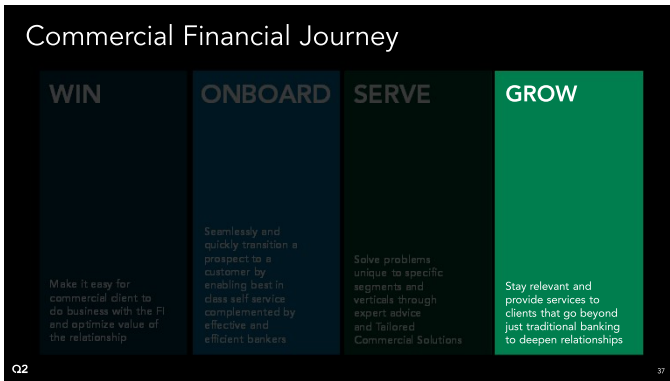 Commercial Financial Journey
WIN
Make it easy for
commercial client to
do business with the FI
and optimize value of
the relationship
ONBOARD
Seamlessly and
quickly transition a
prospect to a
customer by
enabling best in
class self service
complemented by
effective and
efficient bankers
SERVE
Solve problems
unique to specific
segments and
verticals through
expert advice
and Tailored
Commercial Solutions
GROW
Stay relevant and
provide services to
clients that go beyond
just traditional banking
to deepen relationships
Q2
37